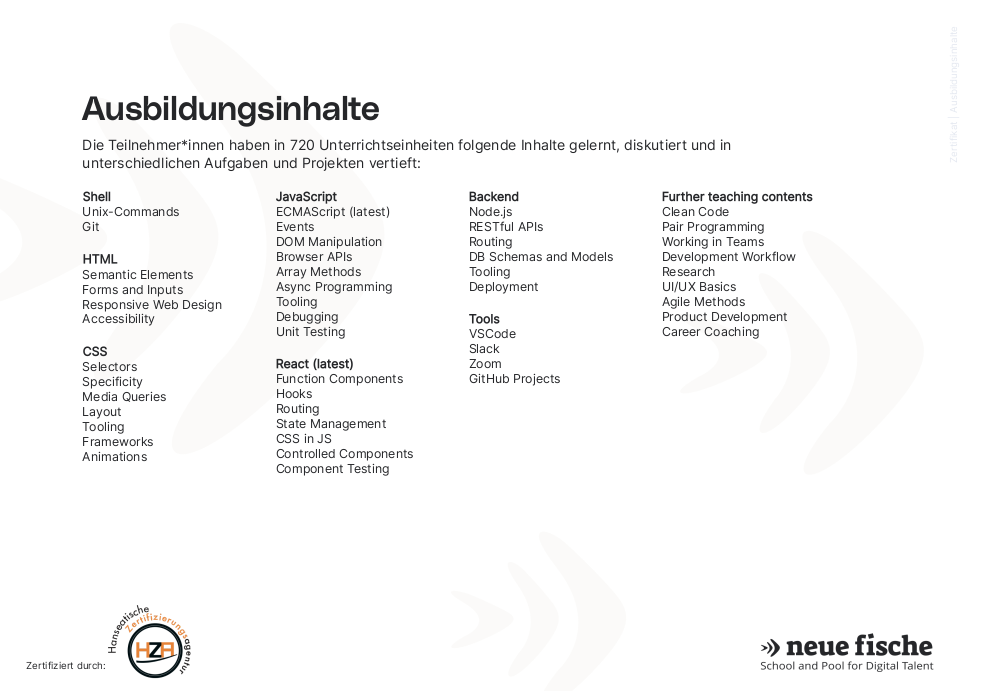 Zertifikat | Ausbildungsinhalte
Ausbildungsinhalte
Die Teilnehmer*innen haben in 720 Unterrichtseinheiten folgende Inhalte gelernt, diskutiert und in
unterschiedlichen Aufgaben und Projekten vertieft:
Shell
Unix-Commands
Git
HTML
Semantic Elements
Forms and Inputs
Responsive Web Design
Accessibility
CSS
Selectors
Specificity
Media Queries
Layout
Tooling
Frameworks
Animations
JavaScript
ECMAScript (latest)
Events
DOM Manipulation
Browser APIs
Array Methods
Async Programming
Tooling
Debugging
Unit Testing
React (latest)
Function Components
Hooks
Routing
State Management
CSS in JS
Controlled Components
Component Testing
Backend
Node.js
RESTful APIs
Routing
DB Schemas and Models
Tooling
Deployment
Tools
VSCode
Slack
Zoom
GitHub Projects
Further teaching contents
Clean Code
Pair Programming
Working in Teams
Development Workflow
Research
UI/UX Basics
Agile Methods
Product Development
Career Coaching
Zertifiziert durch:
Hanseatische
Zertifizierungsagentur
HZA
neue fische
School and Pool for Digital Talent